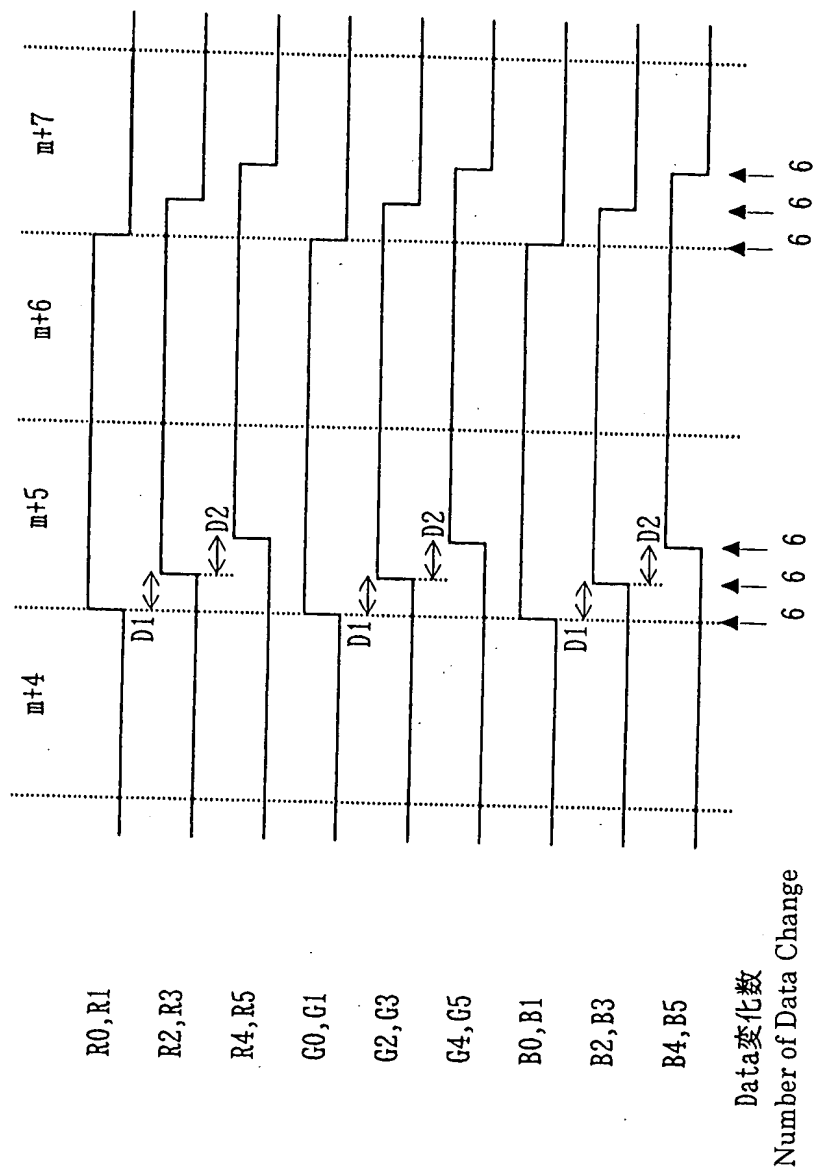 m+4 m+5 m+6 m+7
R0,R1
D1
R2,R3
D2
R4,R5
G0,G1
D1
G2,G3
D2
G4,G5
B0,B1
D1
B2,B3
D2
B4,B5
Data変化数 6 6 6 6 6 6
Number of Data Change